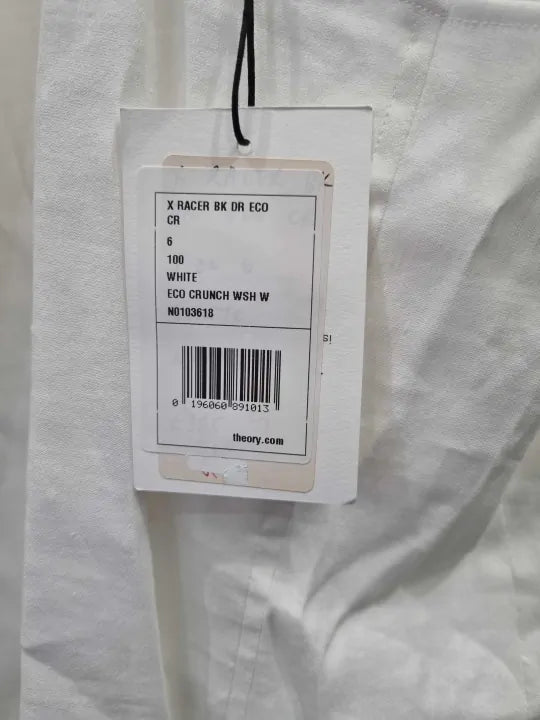 X RACER BK DR ECO
CR
6
100
WHITE
ECO CRUNCH WSH W
N0103618
0 196060 891013
theory.com